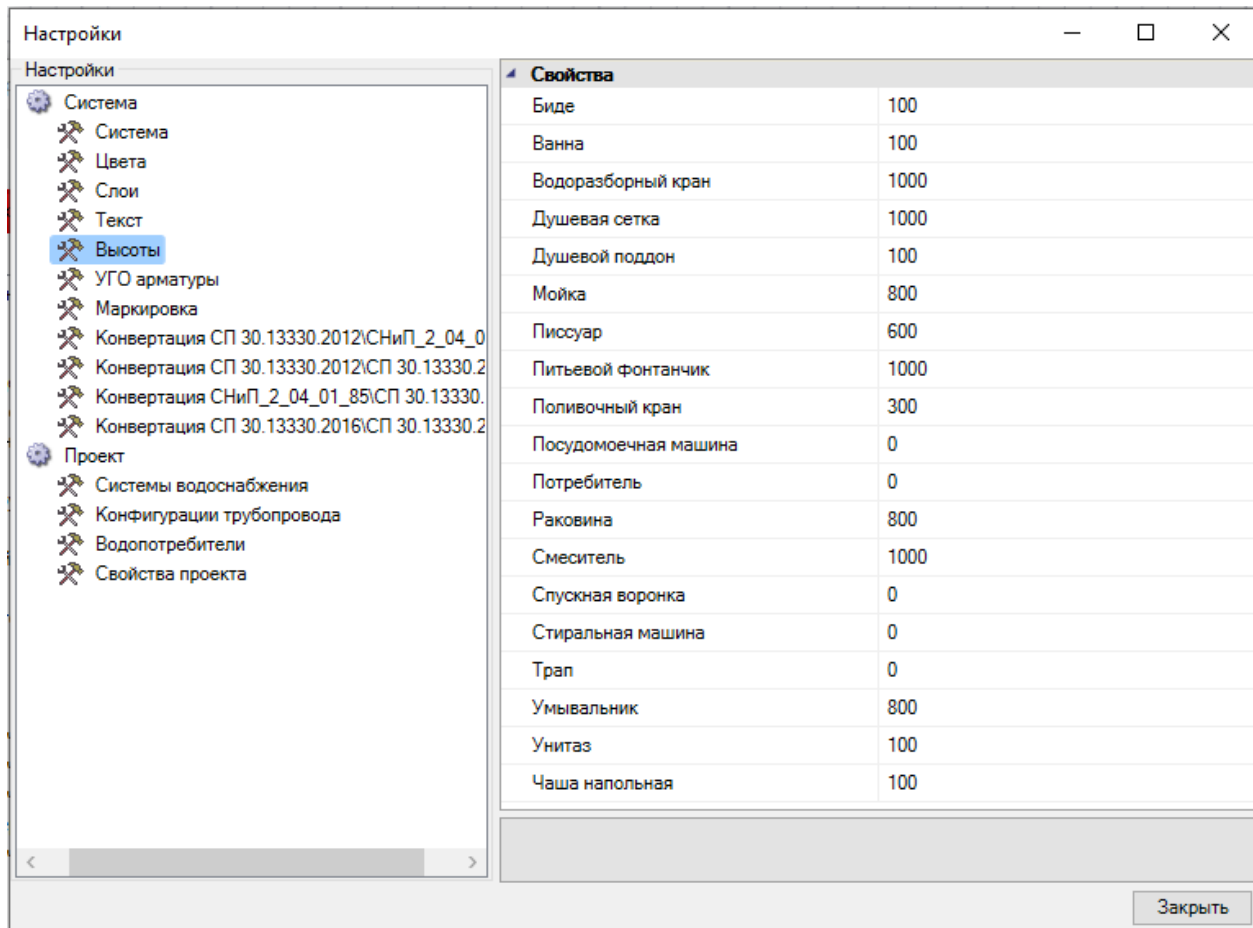 Настройки
Настройки
Система
Система
Цвета
Слои
Текст
Высоты
УГО арматуры
Маркировка
Конвертация СП 30.13330.2012\СНиП_2_04_0
Конвертация СП 30.13330.2012\СП 30.13330.2
Конвертация СНиП_2_04_01_85\СП 30.13330.
Конвертация СП 30.13330.2016\СП 30.13330.2
Проект
Системы водоснабжения
Конфигурации трубопровода
Водопотребители
Свойства проекта
Свойства
Биде 100
Ванна 100
Водоразборный кран 1000
Душевая сетка 1000
Душевой поддон 100
Мойка 800
Писсуар 600
Питьевой фонтанчик 1000
Поливочный кран 300
Посудомоечная машина 0
Потребитель 0
Раковина 800
Смеситель 1000
Спускная воронка 0
Стиральная машина 0
Трап 0
Умывальник 800
Унитаз 100
Чаша напольная 100
Закрыть